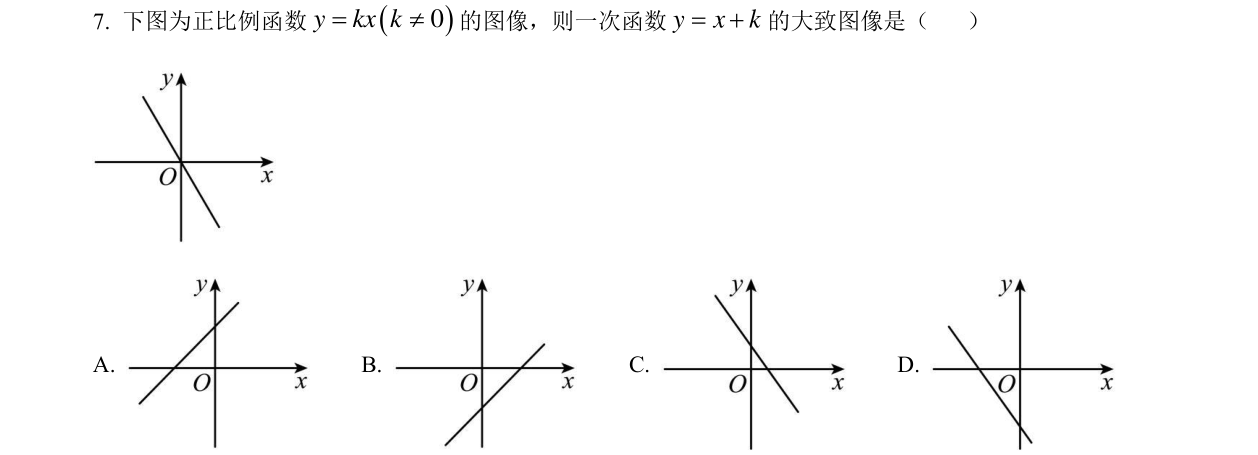 7. 下图为正比例函数 y = kx(k ≠ 0) 的图像，则一次函数 y = x + k 的大致图像是（　　）
y
O
x
A.
y
O
x
B.
y
O
x
C.
y
O
x
D.
y
O
x